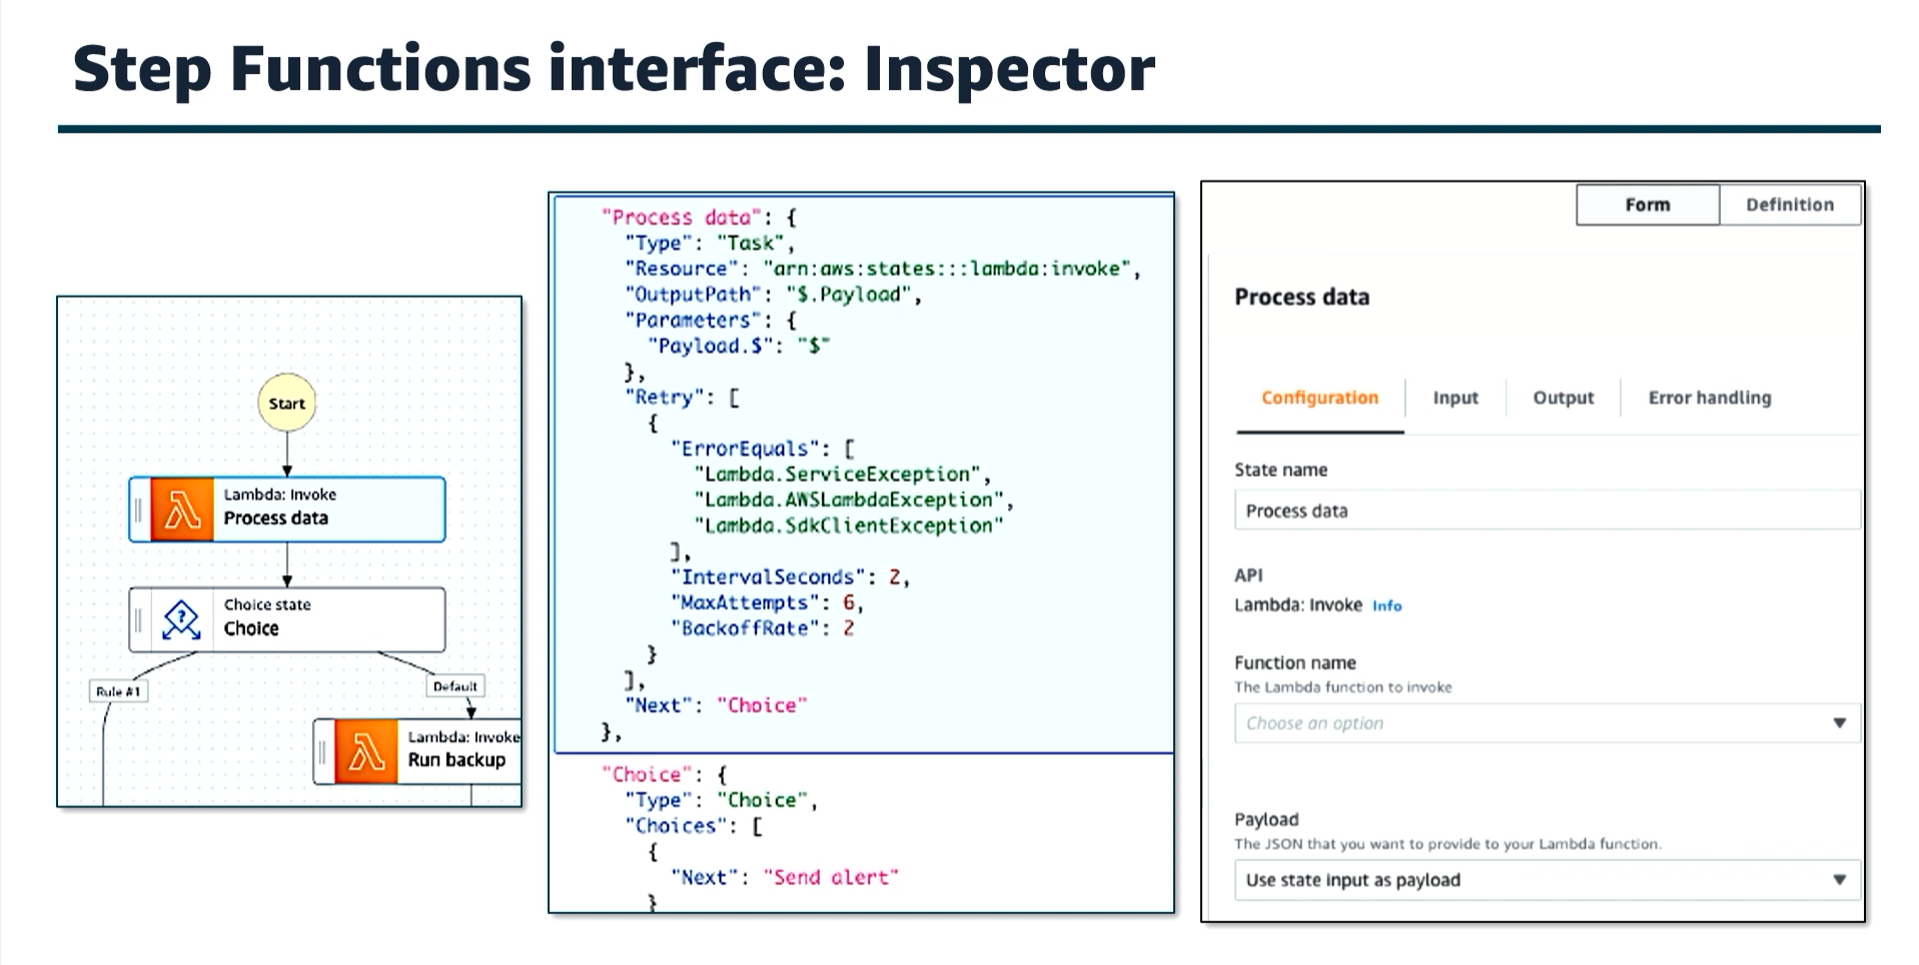 Step Functions interface: Inspector
Start
Lambda: Invoke
Process data
Choice state
Choice
Rule #1
Default
Lambda: Invoke
Run backup
"Process data": {
"Type": "Task",
"Resource": "arn:aws:states:::lambda:invoke",
"OutputPath": "$.Payload",
"Parameters": {
"Payload.$": "$"
},
"Retry": [
{
"ErrorEquals": [
"Lambda.ServiceException",
"Lambda.AWSLambdaException",
"Lambda.SdkClientException"
],
"IntervalSeconds": 2,
"MaxAttempts": 6,
"BackoffRate": 2
}
],
"Next": "Choice"
},
"Choice": {
"Type": "Choice",
"Choices": [
{
"Next": "Send alert"
}
Form Definition
Process data
Configuration Input Output Error handling
State name
Process data
API
Lambda: Invoke Info
Function name
The Lambda function to invoke
Choose an option
Payload
The JSON that you want to provide to your Lambda function.
Use state input as payload